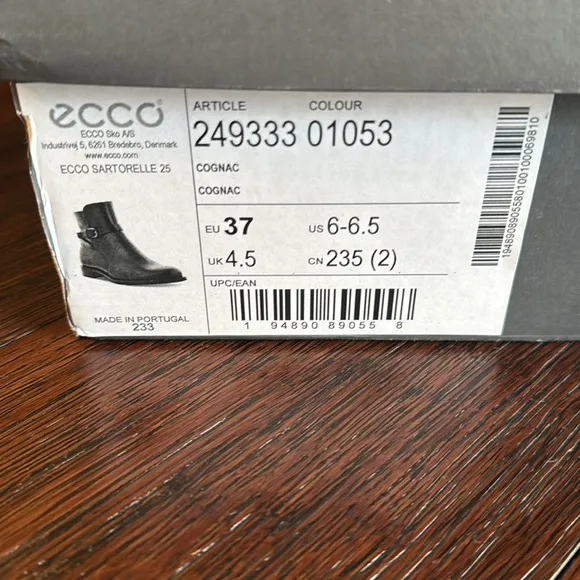 ecco
ECCO Sko A/S
Industrivej 5, 6261 Bredebro, Denmark
www.ecco.com
ECCO SARTORELLE 25
MADE IN PORTUGAL
233
ARTICLE COLOUR
249333 01053
COGNAC
COGNAC
EU 37 US 6-6.5
UK 4.5 CN 235 (2)
UPC/EAN
1 94890 89055 8
19489089055801001000069810